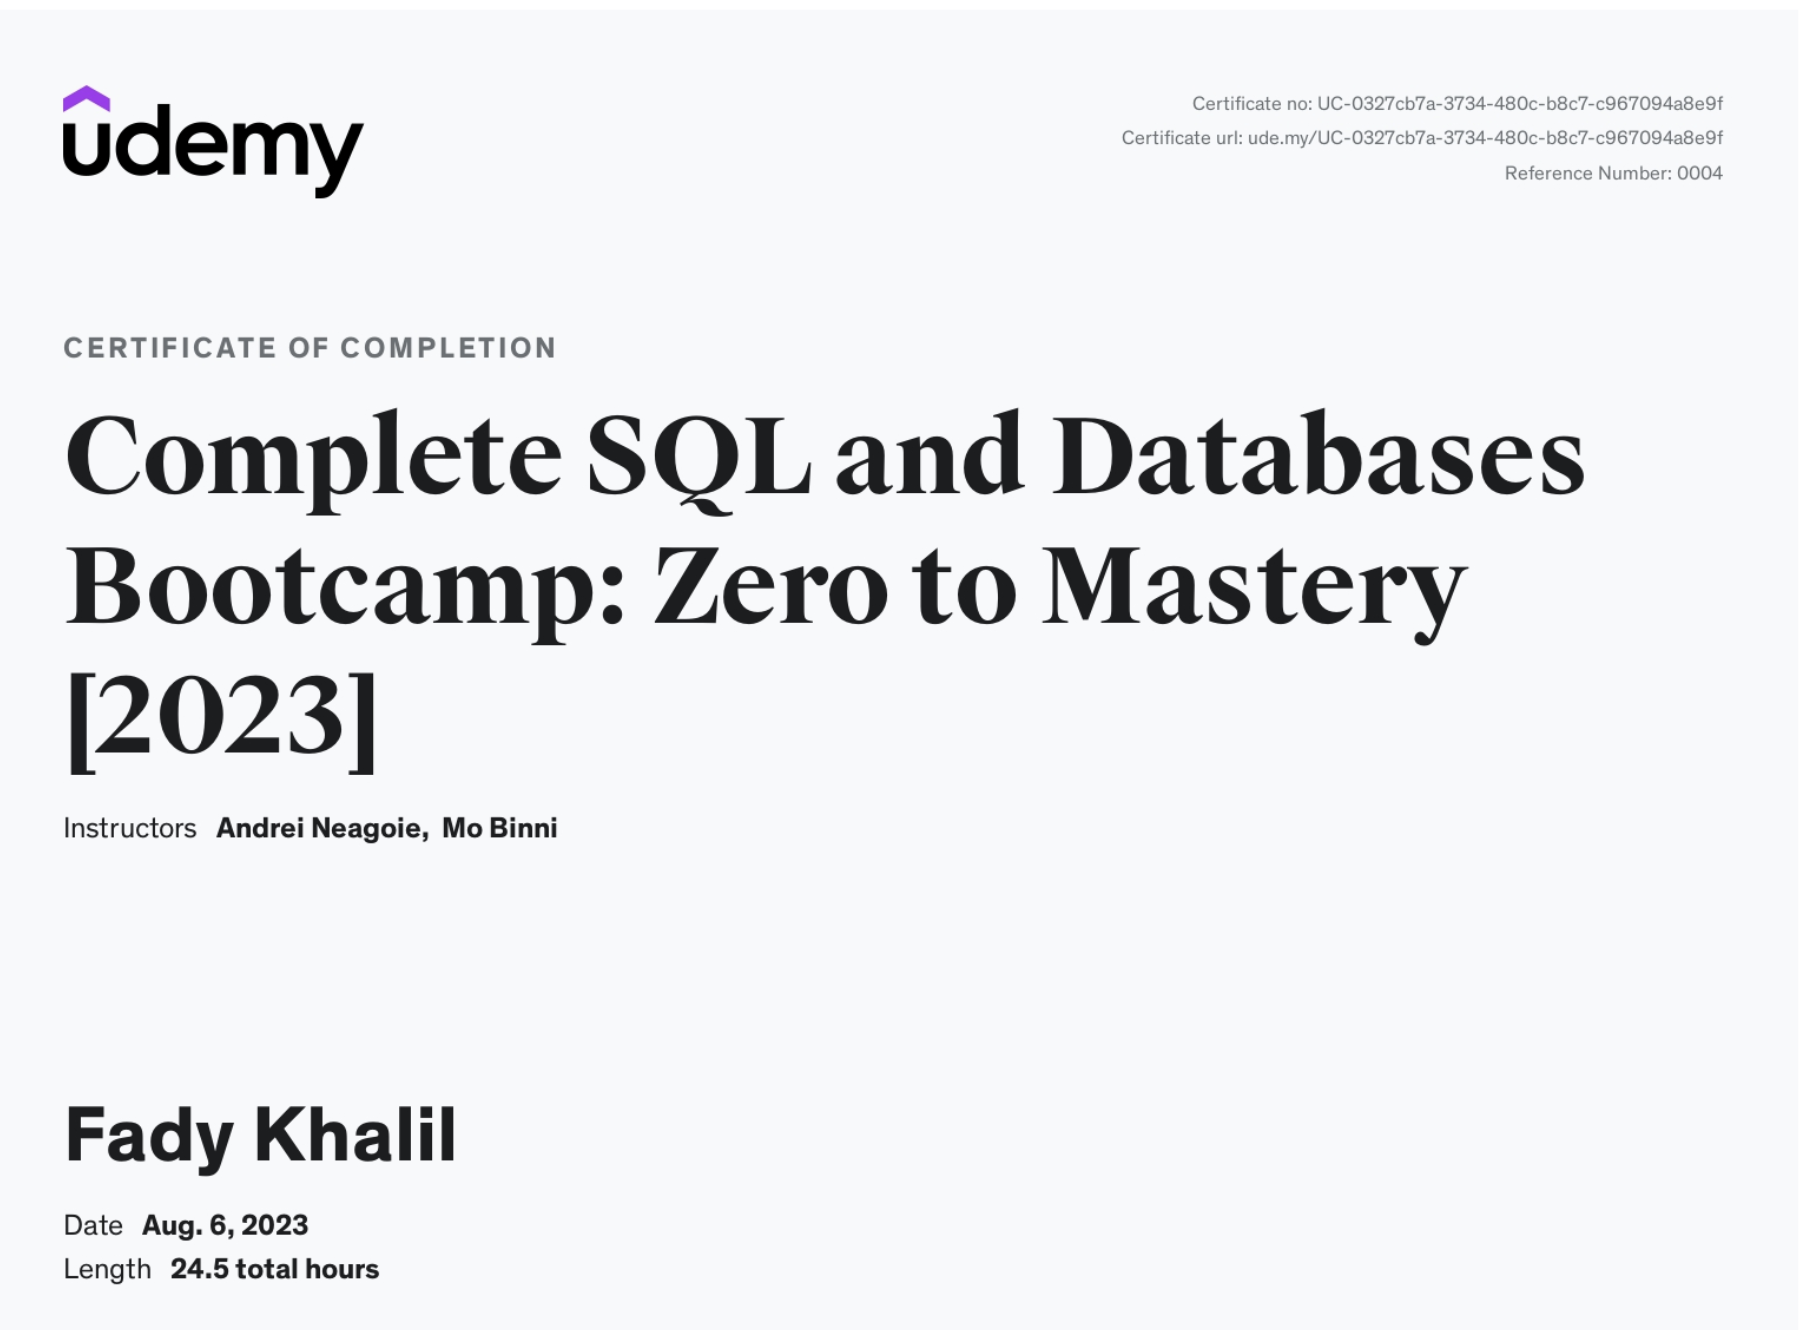 udemy
Certificate no: UC-0327cb7a-3734-480c-b8c7-c967094a8e9f
Certificate url: ude.my/UC-0327cb7a-3734-480c-b8c7-c967094a8e9f
Reference Number: 0004
CERTIFICATE OF COMPLETION
Complete SQL and Databases
Bootcamp: Zero to Mastery
[2023]
Instructors Andrei Neagoie, Mo Binni
Fady Khalil
Date Aug. 6, 2023
Length 24.5 total hours